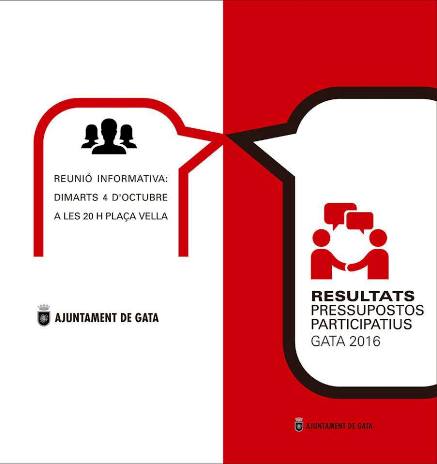 REUNIÓ INFORMATIVA:
DIMARTS 4 D'OCTUBRE
A LES 20 H PLAÇA VELLA
AJUNTAMENT DE GATA
RESULTATS
PRESSUPOSTOS
PARTICIPATIUS
GATA 2016
AJUNTAMENT DE GATA